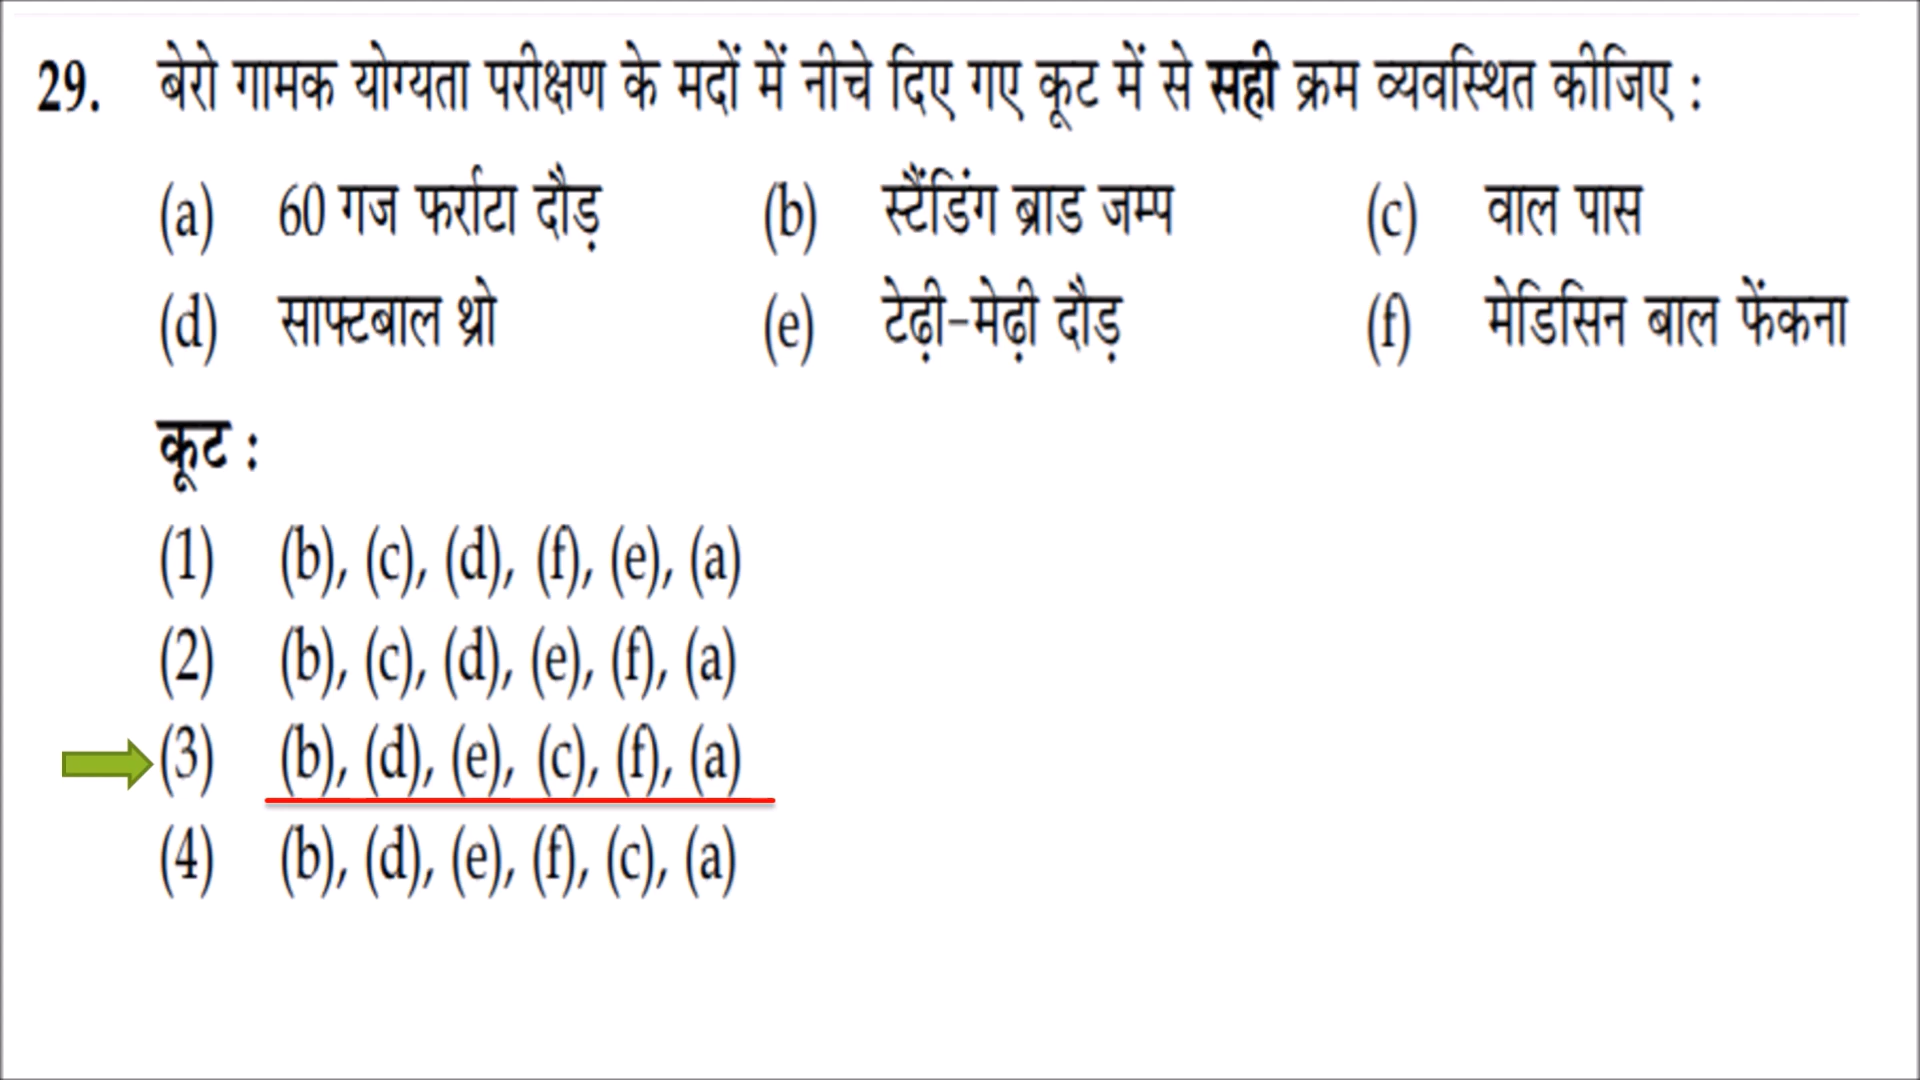 29. बेरो गामक योग्यता परीक्षण के मदों में नीचे दिए गए कूट में से सही क्रम व्यवस्थित कीजिए :
(a) 60 गज फर्राटा दौड़ (b) स्टैंडिंग ब्राड जम्प (c) वाल पास
(d) साफ्टबाल थ्रो (e) टेढ़ी-मेढ़ी दौड़ (f) मेडिसिन बाल फेंकना
कूट :
(1) (b), (c), (d), (f), (e), (a)
(2) (b), (c), (d), (e), (f), (a)
(3) (b), (d), (e), (c), (f), (a)
(4) (b), (d), (e), (f), (c), (a)